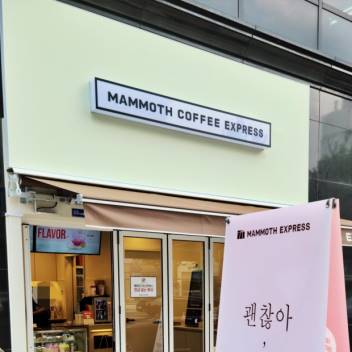 MAMMOTH COFFEE EXPRESS
FLAVOR
MAMMOTH EXPRESS
괜찮아
,